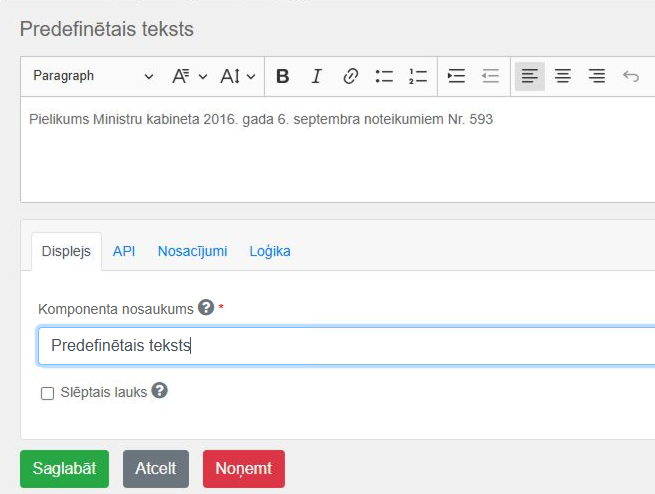 Predefinētais teksts
Paragraph
Pielikums Ministru kabineta 2016. gada 6. septembra noteikumiem Nr. 593
Displejs API Nosacījumi Loģika
Komponenta nosaukums ? *
Predefinētais teksts
Slēptais lauks ?
Saglabāt Atcelt Noņemt